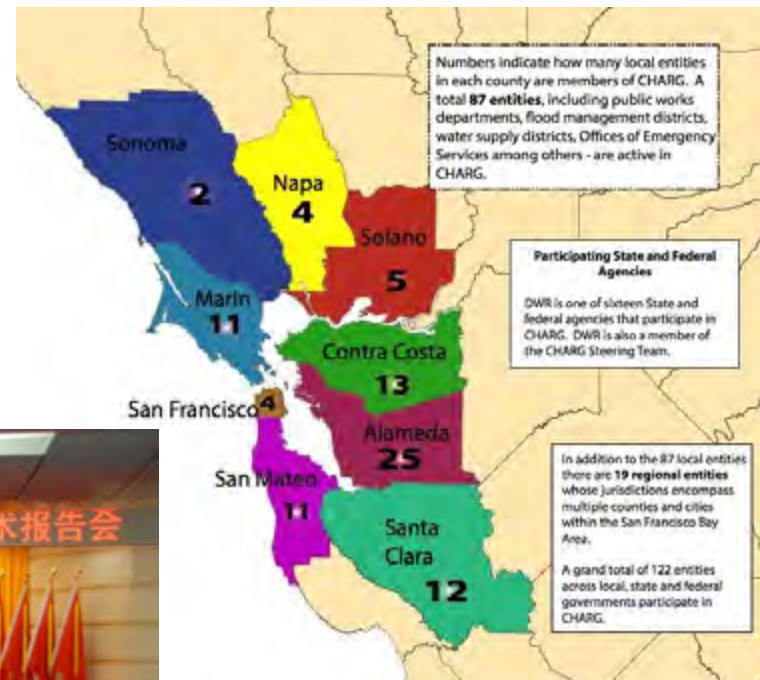 Numbers indicate how many local entities
in each county are members of CHARG. A
total 87 entities, including public works
departments, flood management districts,
water supply districts, Offices of Emergency
Services among others - are active in
CHARG.
Sonoma
2
Napa
4
Solano
5
Participating State and Federal
Agencies
DWR is one of sixteen State and
federal agencies that participate in
CHARG. DWR is also a member of
the CHARG Steering Team.
Marin
11
Contra Costa
13
San Francisco 4
Alameda
25
San Mateo
11
Santa
Clara
12
In addition to the 87 local entities
there are 19 regional entities
whose jurisdictions encompass
multiple counties and cities
within the San Francisco Bay
Area.
A grand total of 122 entities
across local, state and federal
governments participate in
CHARG.
术报告会